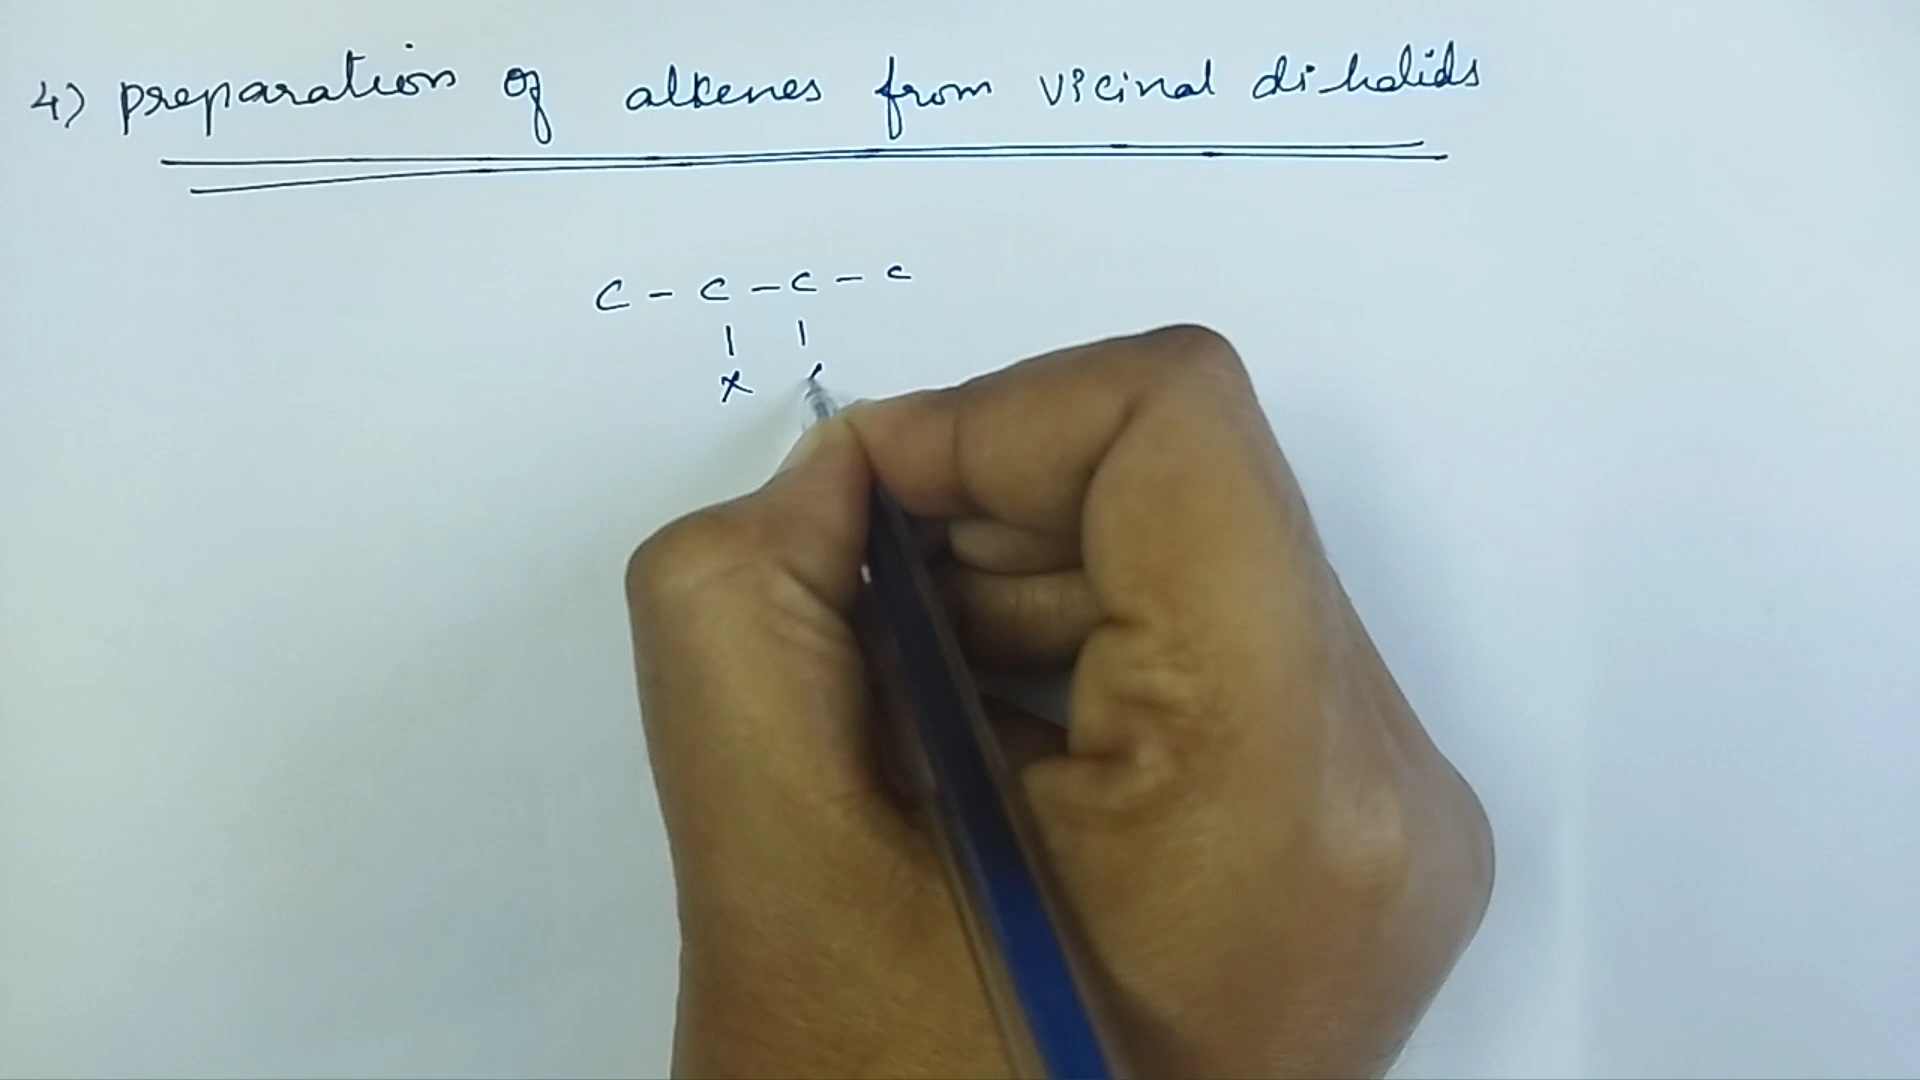 4) preparation of alkenes from vicinal dihalids
C - C - C - C
| |
x